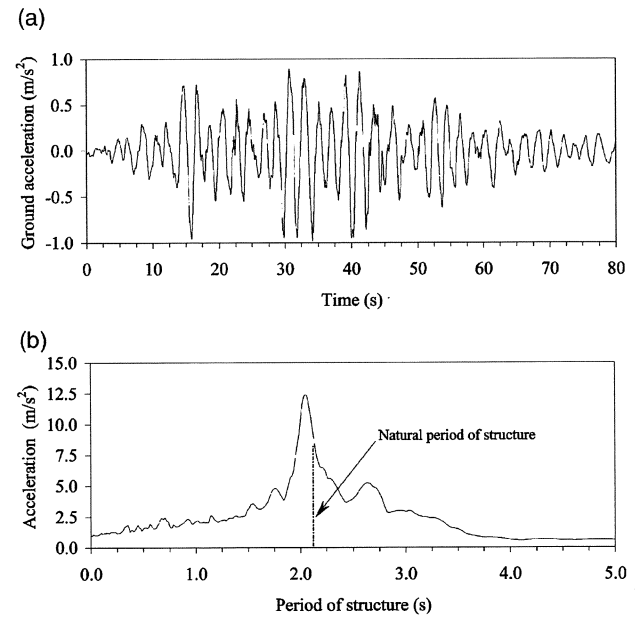 (a)
Ground acceleration (m/s²)
1.0
0.5
0.0
-0.5
-1.0
0 10 20 30 40 50 60 70 80
Time (s)
(b)
Acceleration (m/s²)
15.0
12.5
10.0
7.5
5.0
2.5
0.0
Natural period of structure
0.0 1.0 2.0 3.0 4.0 5.0
Period of structure (s)